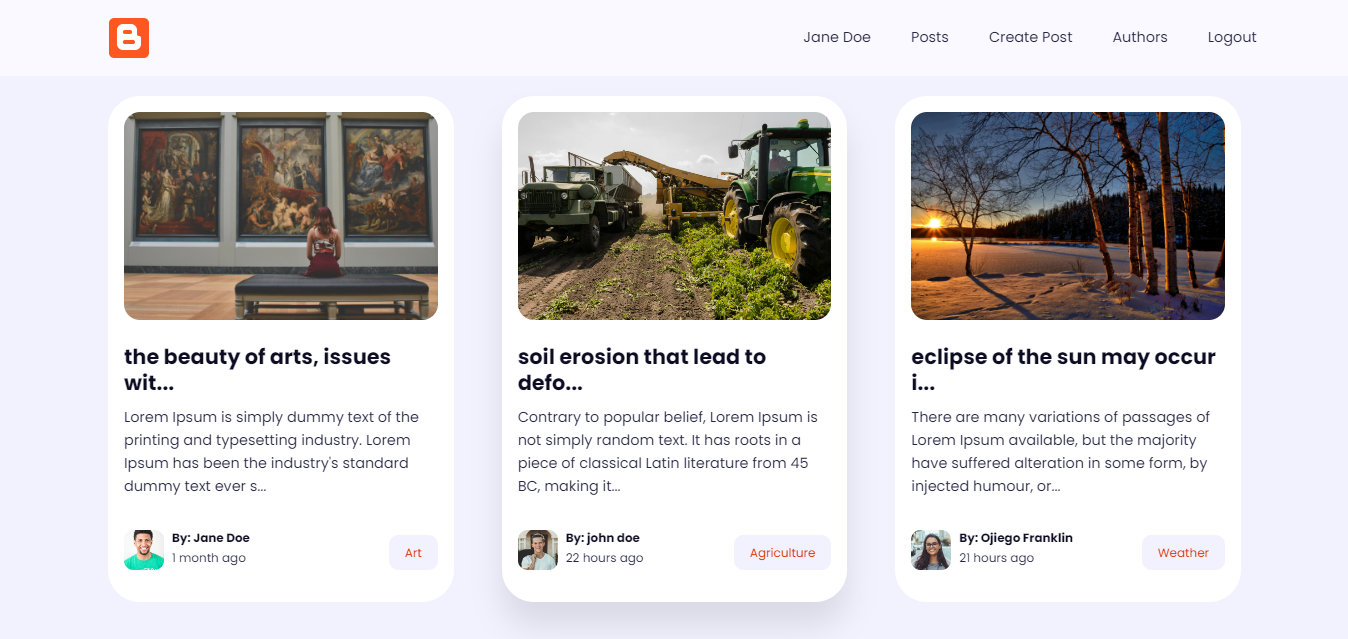 Jane Doe
Posts
Create Post
Authors
Logout
the beauty of arts, issues
wit...
Lorem Ipsum is simply dummy text of the
printing and typesetting industry. Lorem
Ipsum has been the industry's standard
dummy text ever s...
By: Jane Doe
1 month ago
Art
soil erosion that lead to
defo...
Contrary to popular belief, Lorem Ipsum is
not simply random text. It has roots in a
piece of classical Latin literature from 45
BC, making it...
By: john doe
22 hours ago
Agriculture
eclipse of the sun may occur
i...
There are many variations of passages of
Lorem Ipsum available, but the majority
have suffered alteration in some form, by
injected humour, or...
By: Ojiego Franklin
21 hours ago
Weather